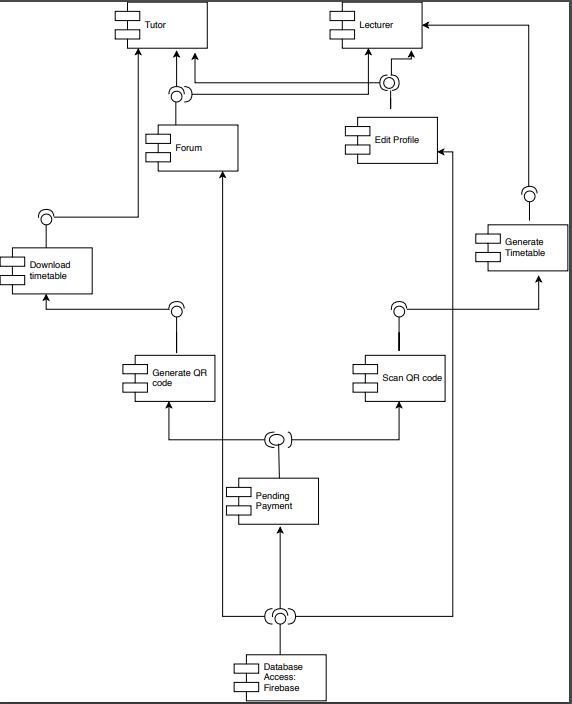 Tutor
Lecturer
Forum
Edit Profile
Generate
Timetable
Download
timetable
Generate QR
code
Scan QR code
Pending
Payment
Database
Access:
Firebase